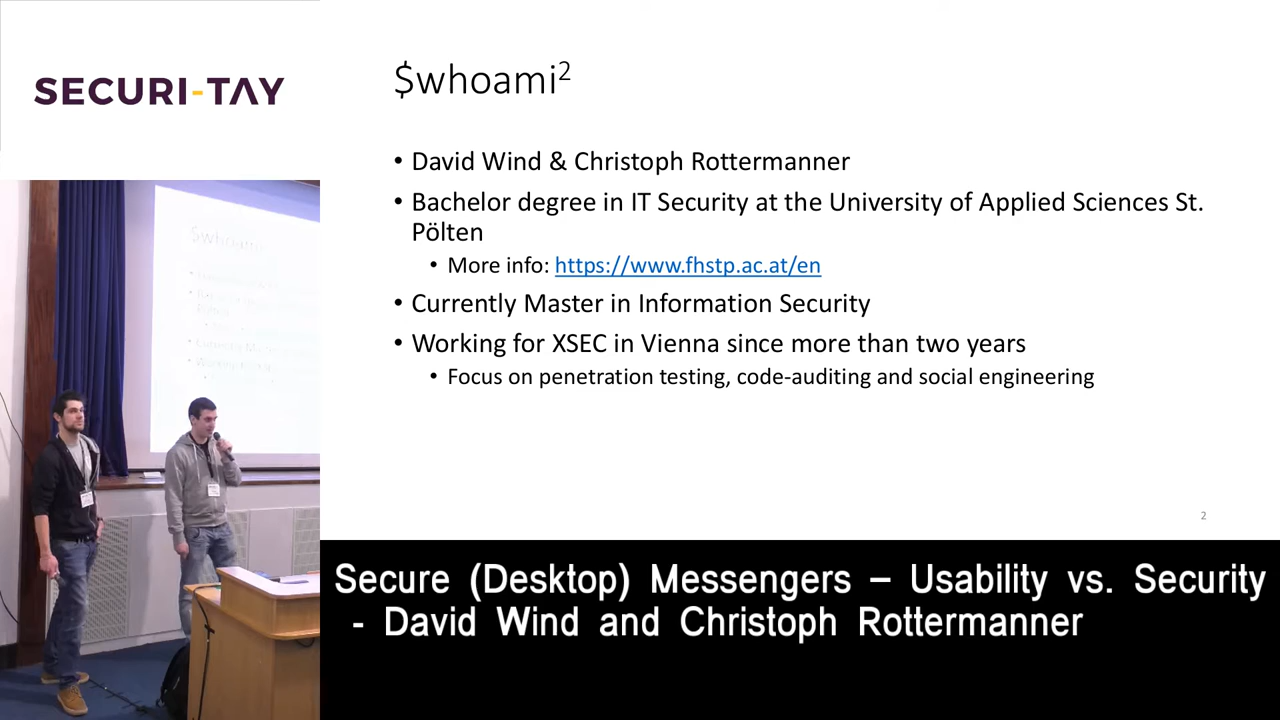 SECURI-TAY
$whoami²
• David Wind & Christoph Rottermanner
• Bachelor degree in IT Security at the University of Applied Sciences St.
Pölten
• More info: https://www.fhstp.ac.at/en
• Currently Master in Information Security
• Working for XSEC in Vienna since more than two years
• Focus on penetration testing, code-auditing and social engineering
2
$whoami
Secure (Desktop) Messengers – Usability vs. Security
- David Wind and Christoph Rottermanner